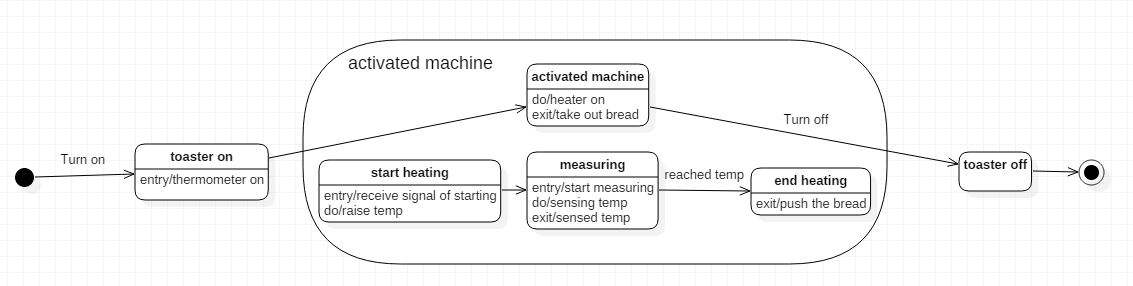 activated machine
activated machine
do/heater on
exit/take out bread
Turn off
Turn on
toaster on
entry/thermometer on
start heating
entry/receive signal of starting
do/raise temp
measuring
entry/start measuring
do/sensing temp
exit/sensed temp
reached temp
end heating
exit/push the bread
toaster off